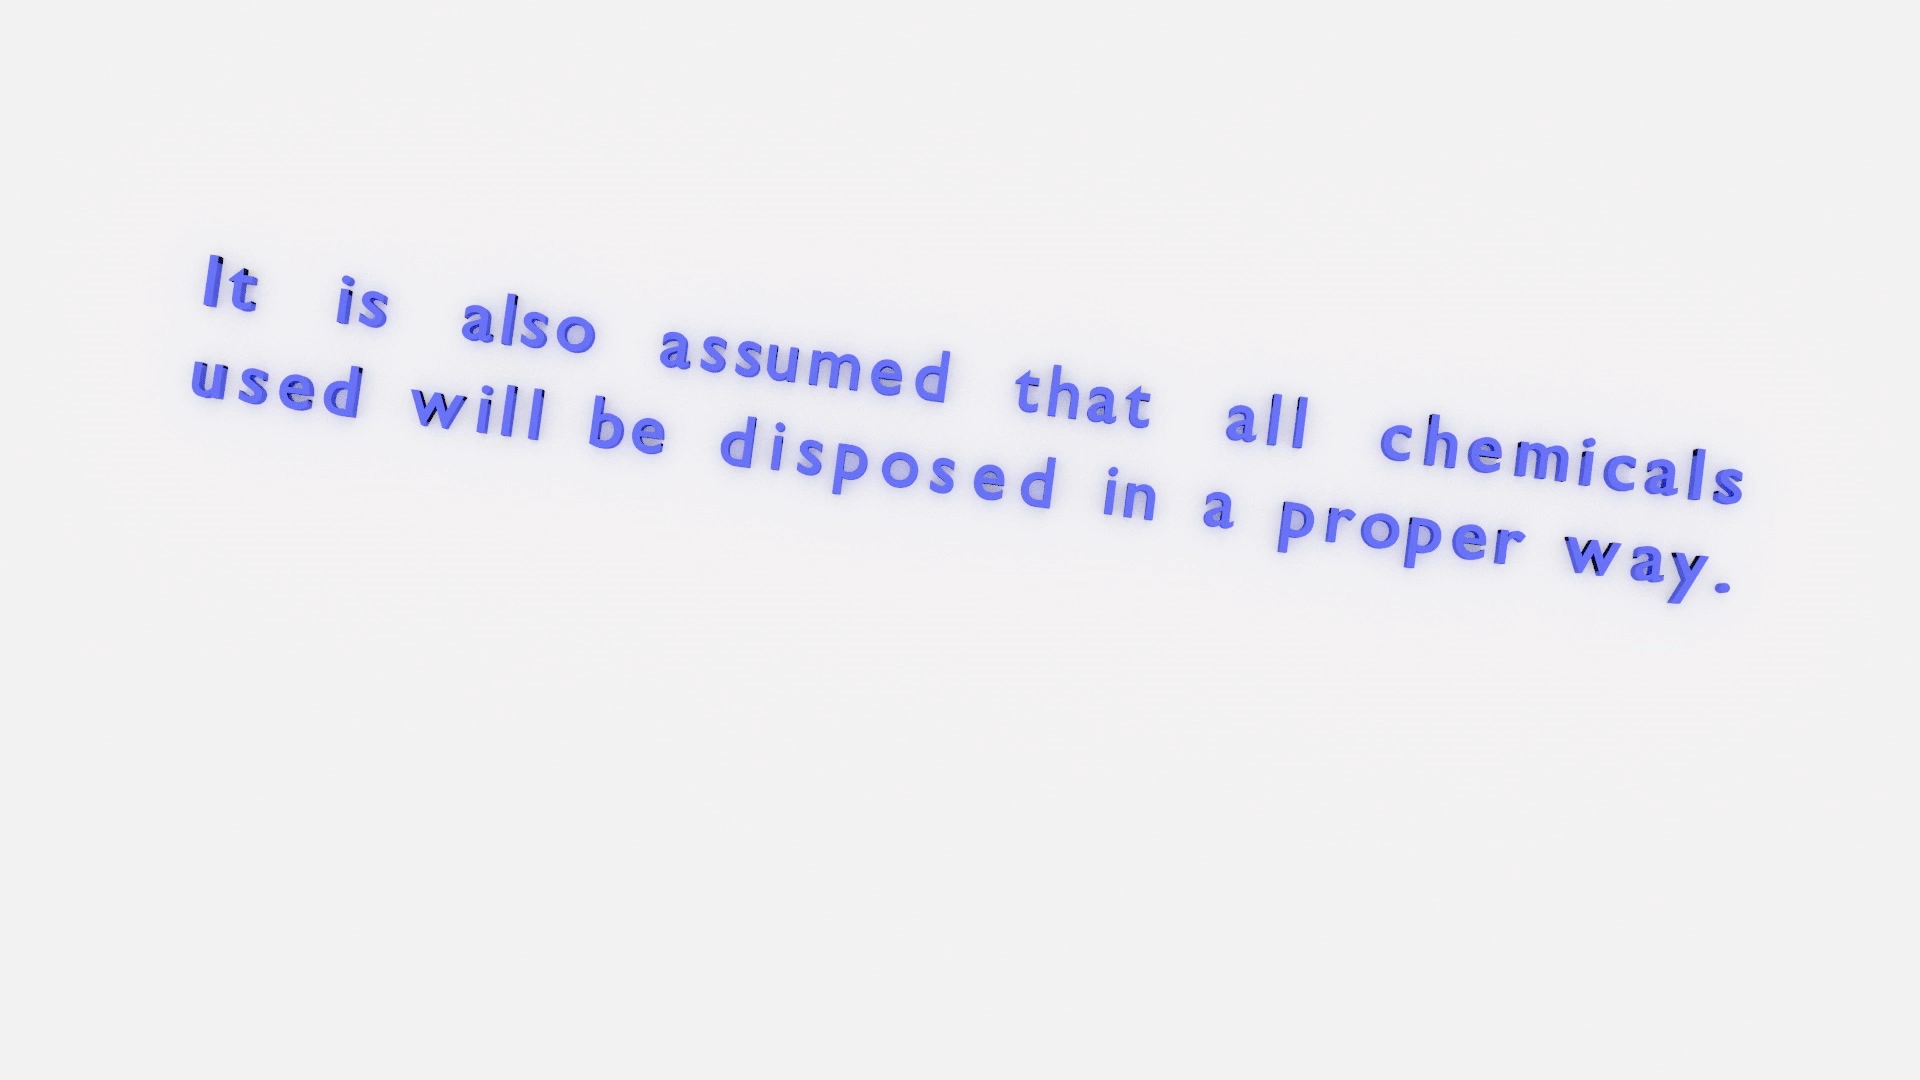 It is also assumed that all chemicals
used will be disposed in a proper way.